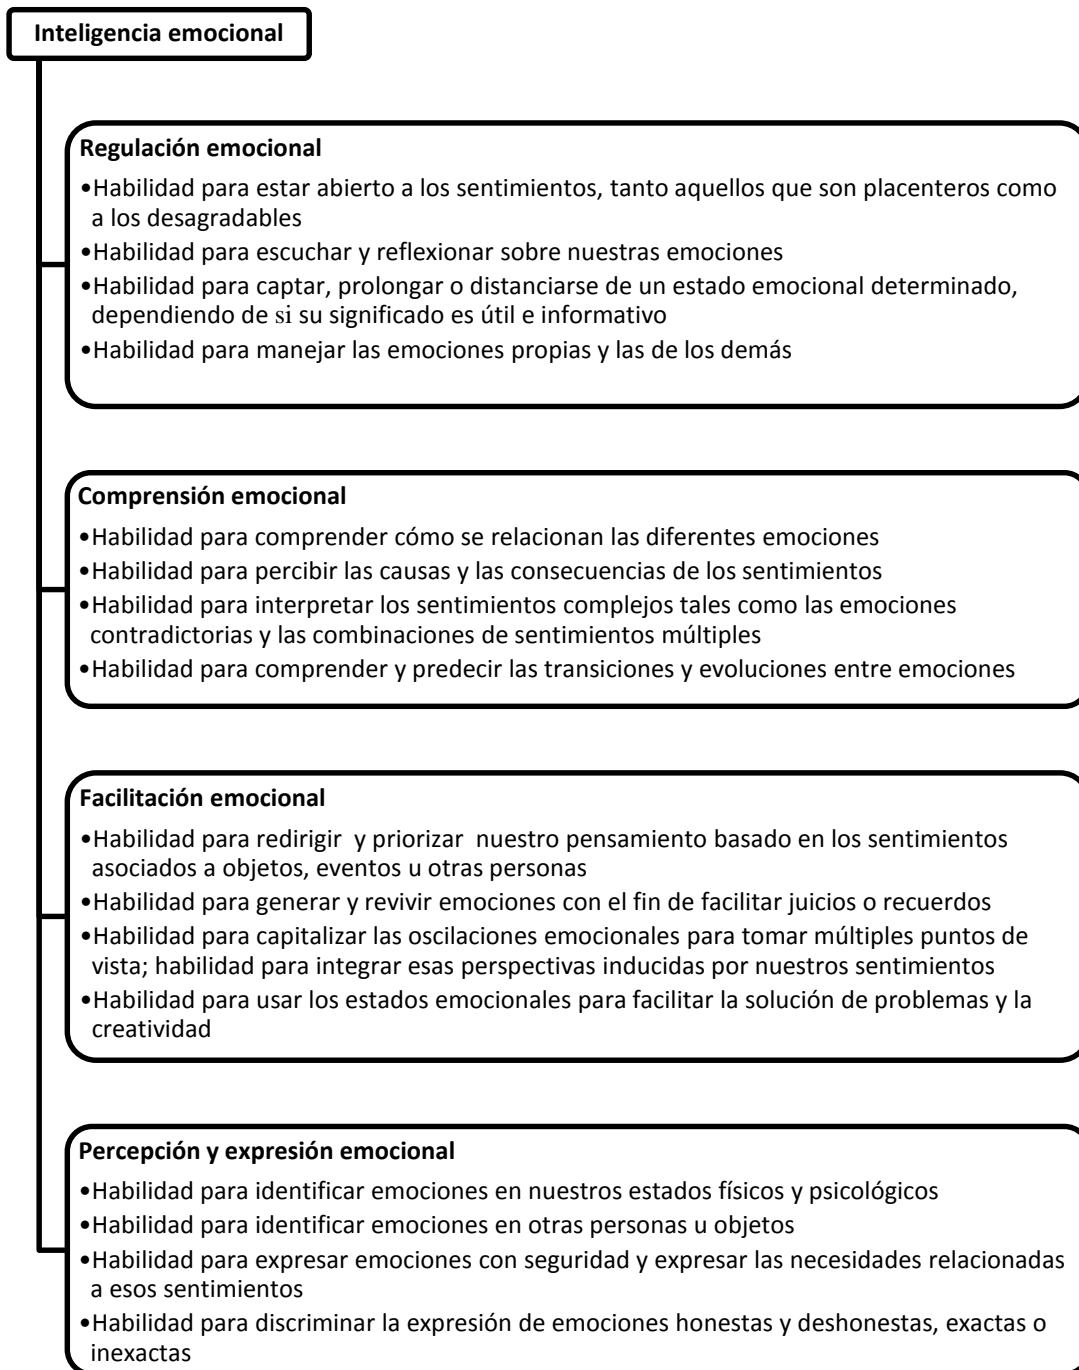 Inteligencia emocional
Regulación emocional
•Habilidad para estar abierto a los sentimientos, tanto aquellos que son placenteros como
a los desagradables
•Habilidad para escuchar y reflexionar sobre nuestras emociones
•Habilidad para captar, prolongar o distanciarse de un estado emocional determinado,
dependiendo de si su significado es útil e informativo
•Habilidad para manejar las emociones propias y las de los demás
Comprensión emocional
•Habilidad para comprender cómo se relacionan las diferentes emociones
•Habilidad para percibir las causas y las consecuencias de los sentimientos
•Habilidad para interpretar los sentimientos complejos tales como las emociones
contradictorias y las combinaciones de sentimientos múltiples
•Habilidad para comprender y predecir las transiciones y evoluciones entre emociones
Facilitación emocional
•Habilidad para redirigir y priorizar nuestro pensamiento basado en los sentimientos
asociados a objetos, eventos u otras personas
•Habilidad para generar y revivir emociones con el fin de facilitar juicios o recuerdos
•Habilidad para capitalizar las oscilaciones emocionales para tomar múltiples puntos de
vista; habilidad para integrar esas perspectivas inducidas por nuestros sentimientos
•Habilidad para usar los estados emocionales para facilitar la solución de problemas y la
creatividad
Percepción y expresión emocional
•Habilidad para identificar emociones en nuestros estados físicos y psicológicos
•Habilidad para identificar emociones en otras personas u objetos
•Habilidad para expresar emociones con seguridad y expresar las necesidades relacionadas
a esos sentimientos
•Habilidad para discriminar la expresión de emociones honestas y deshonestas, exactas o
inexactas